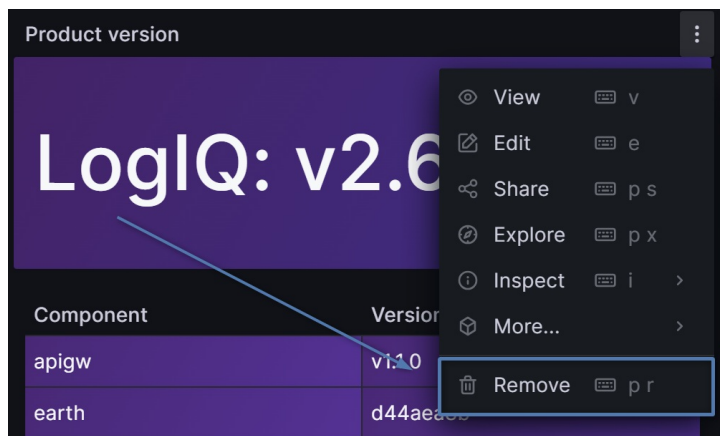 Product version
LogIQ: v2.6
View v
Edit e
Share p s
Explore p x
Inspect i
More...
Remove p r
Component Version
apigw v1.1.0
earth